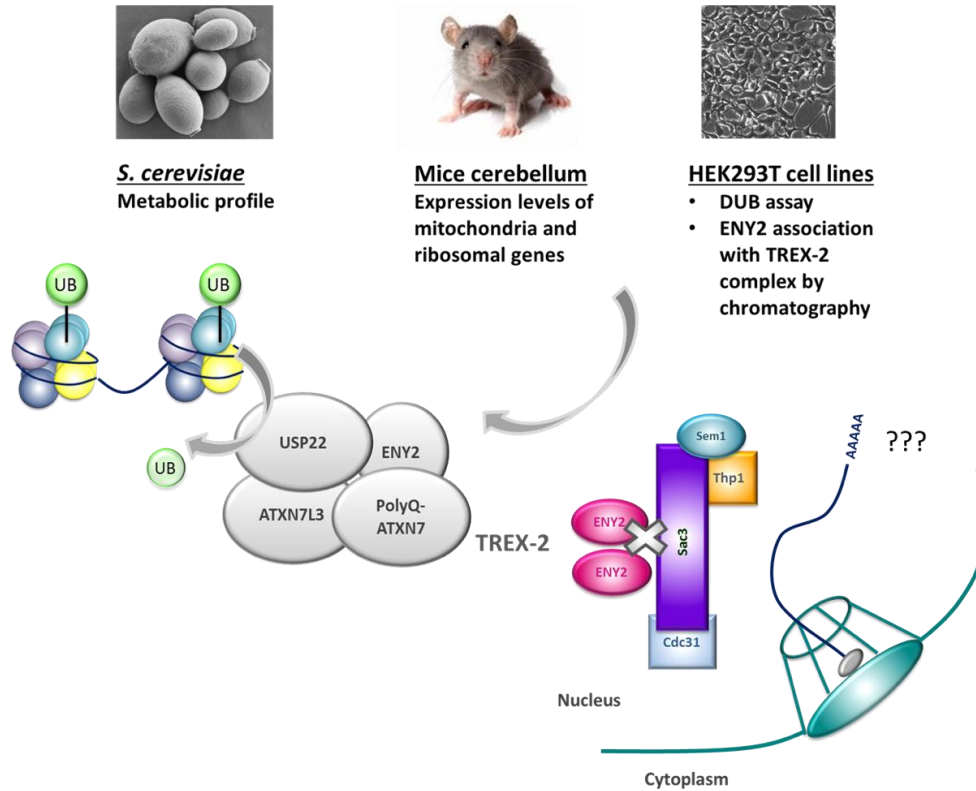 S. cerevisiae
Metabolic profile
Mice cerebellum
Expression levels of
mitochondria and
ribosomal genes
HEK293T cell lines
• DUB assay
• ENY2 association
with TREX-2
complex by
chromatography
UB
UB
UB
USP22
ENY2
ATXN7L3
PolyQ-
ATXN7
TREX-2
Sem1
Thp1
ENY2
ENY2
Sac3
Cdc31
AAAAA
???
Nucleus
Cytoplasm